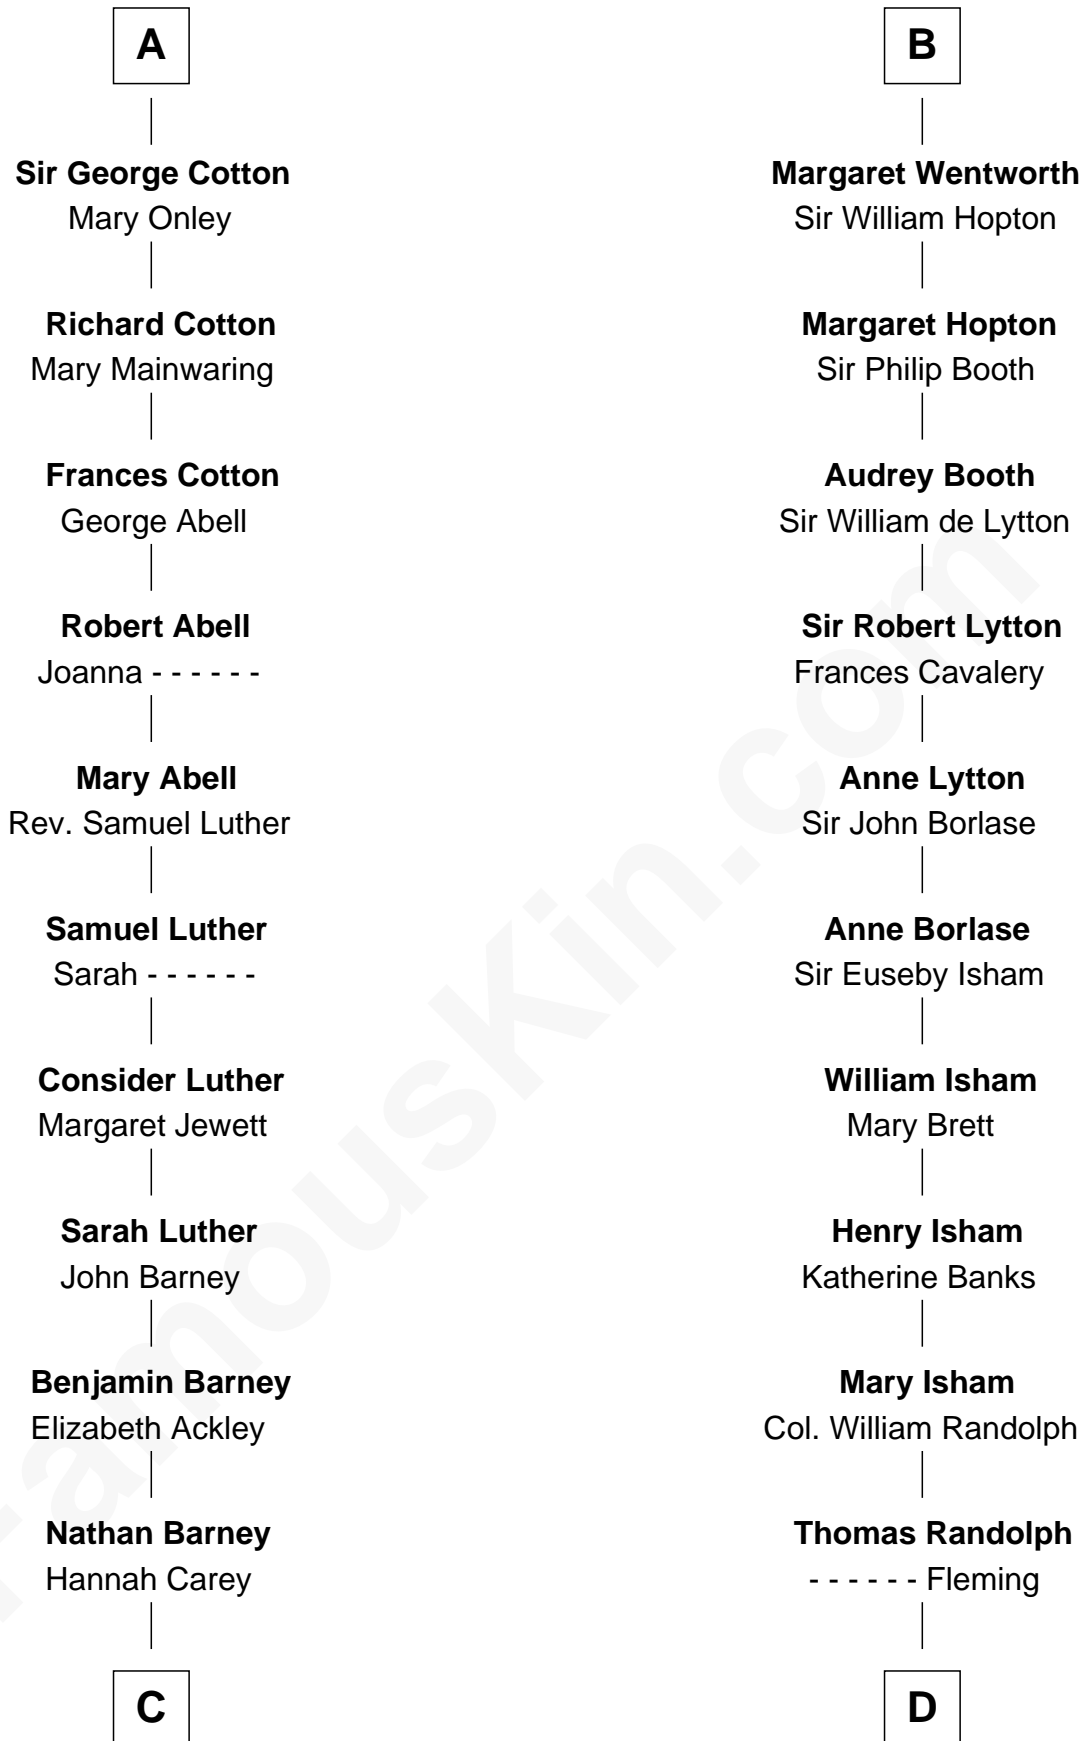 A
Sir George Cotton
Mary Onley
Richard Cotton
Mary Mainwaring
Frances Cotton
George Abell
Robert Abell
Joanna - - - - - -
Mary Abell
Rev. Samuel Luther
Samuel Luther
Sarah - - - - - -
Consider Luther
Margaret Jewett
Sarah Luther
John Barney
Benjamin Barney
Elizabeth Ackley
Nathan Barney
Hannah Carey
C
B
Margaret Wentworth
Sir William Hopton
Margaret Hopton
Sir Philip Booth
Audrey Booth
Sir William de Lytton
Sir Robert Lytton
Frances Cavalery
Anne Lytton
Sir John Borlase
Anne Borlase
Sir Euseby Isham
William Isham
Mary Brett
Henry Isham
Katherine Banks
Mary Isham
Col. William Randolph
Thomas Randolph
- - - - - - Fleming
D
FamousKin.com